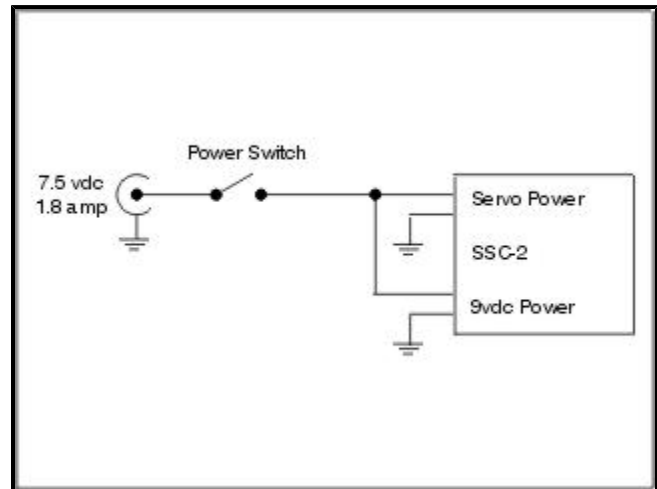 Power Switch
7.5 vdc
1.8 amp
Servo Power
SSC-2
9vdc Power